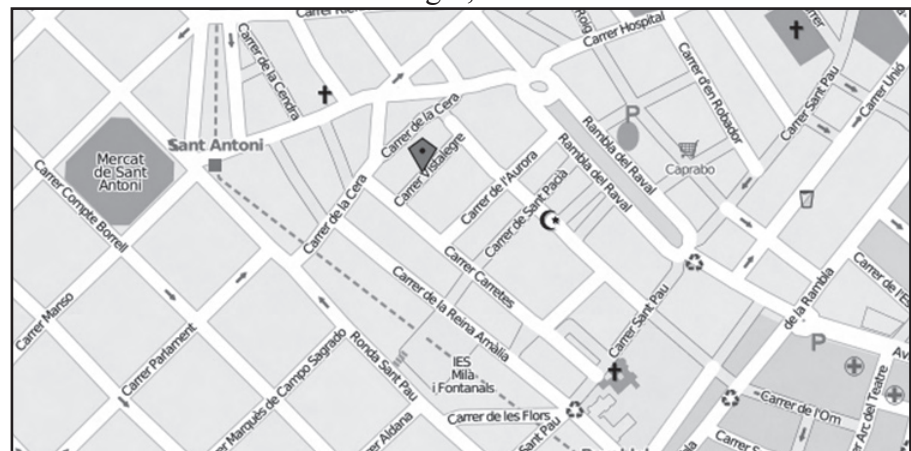 Carrer de la Cendra
Roig
Carrer Hospital
Carrer d'en Robador
Carrer Sant Pau
Carrer Unió
P
Carrer de la Cera
Sant Antoni
Mercat
de Sant
Antoni
Carrer Vistalegre
Carrer de l'Aurora
Rambla del Raval
Rambla del Raval
Caprabo
Carrer de Sant Pacià
Carrer Compte Borrell
Carrer de la Cera
Carrer Carretes
Carrer de la Reina Amàlia
Carrer Sant Pau
de la Rambla
Carrer Manso
Carrer Parlament
Carrer Marquès de Campo Sagrado
Ronda Sant Pau
IES
Milà
i Fontanals
P
Av
Carrer de les Flors
Carrer de l'Om
Arc del Teatre
Aldana
Sant Pau